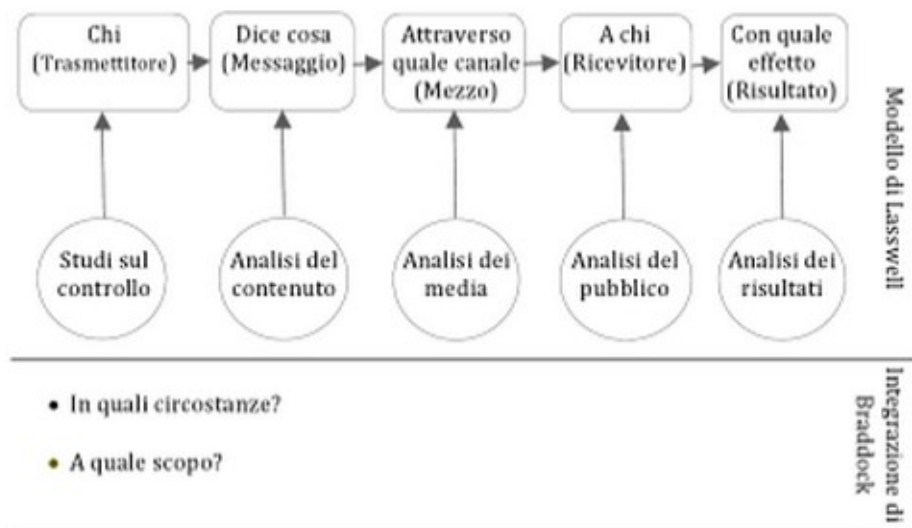 Chi
(Trasmettitore)
Dice cosa
(Messaggio)
Attraverso
quale canale
(Mezzo)
A chi
(Ricevitore)
Con quale
effetto
(Risultato)
Studi sul
controllo
Analisi del
contenuto
Analisi dei
media
Analisi del
pubblico
Analisi dei
risultati
Modello di Lasswell
• In quali circostanze?
• A quale scopo?
Integrazione di
Braddock